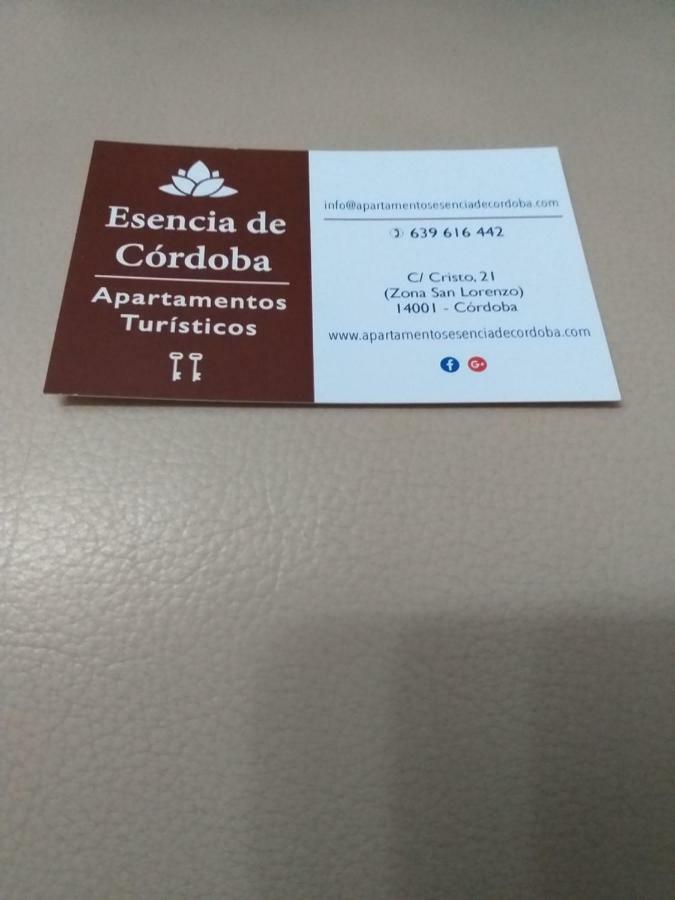 Esencia de
Córdoba
Apartamentos
Turísticos
info@apartamentosesenciadecordoba.com
639 616 442
C/ Cristo, 21
(Zona San Lorenzo)
14001 - Córdoba
www.apartamentosesenciadecordoba.com
f G+